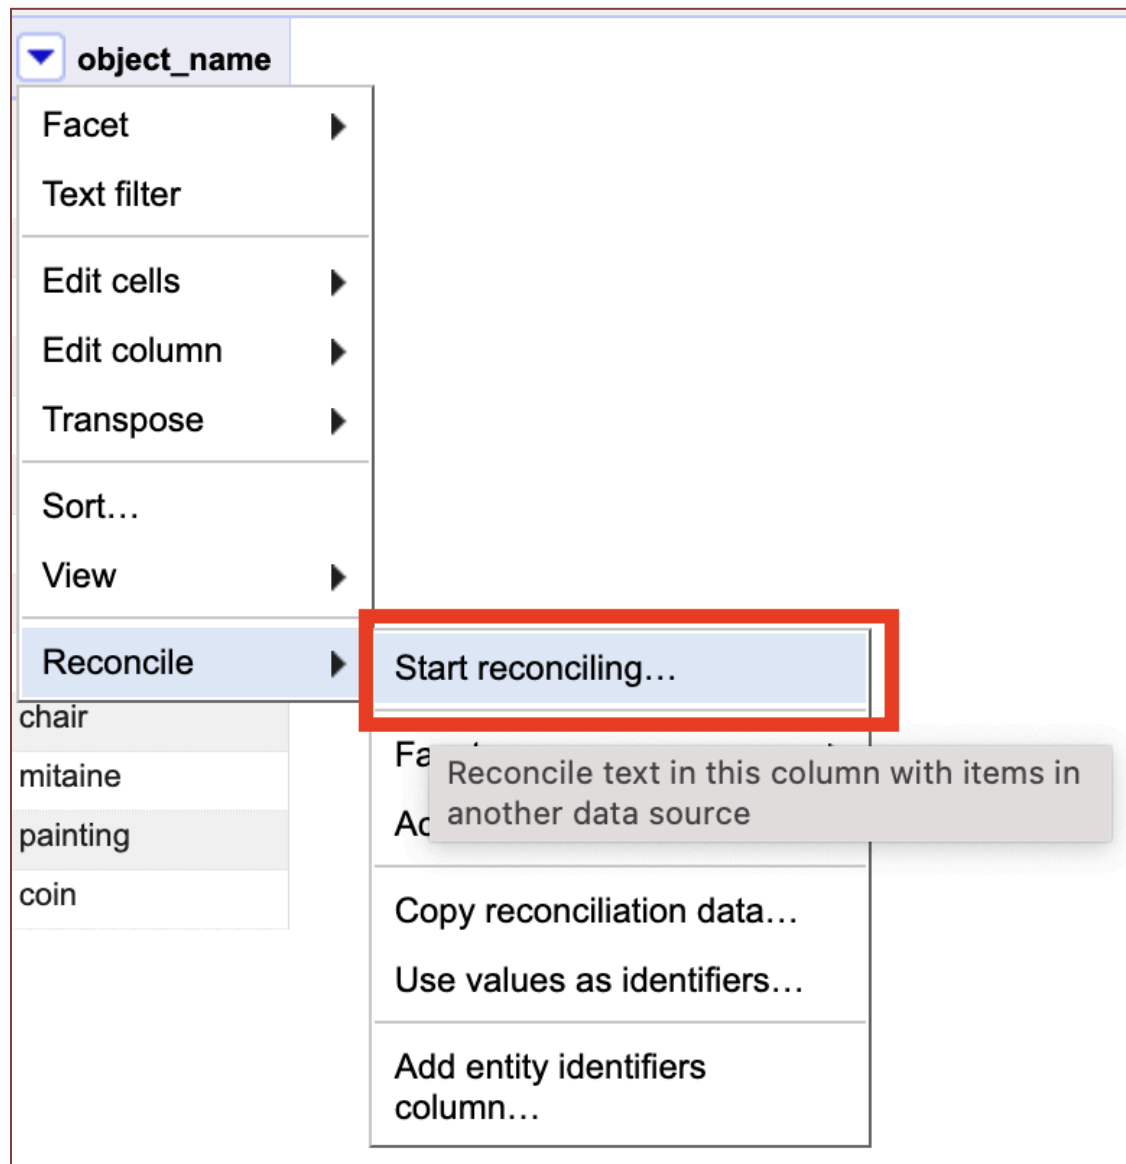 object_name
Facet
Text filter
Edit cells
Edit column
Transpose
Sort...
View
Reconcile
Start reconciling...
Reconcile text in this column with items in
another data source
Copy reconciliation data...
Use values as identifiers...
Add entity identifiers
column...
chair
mitaine
painting
coin